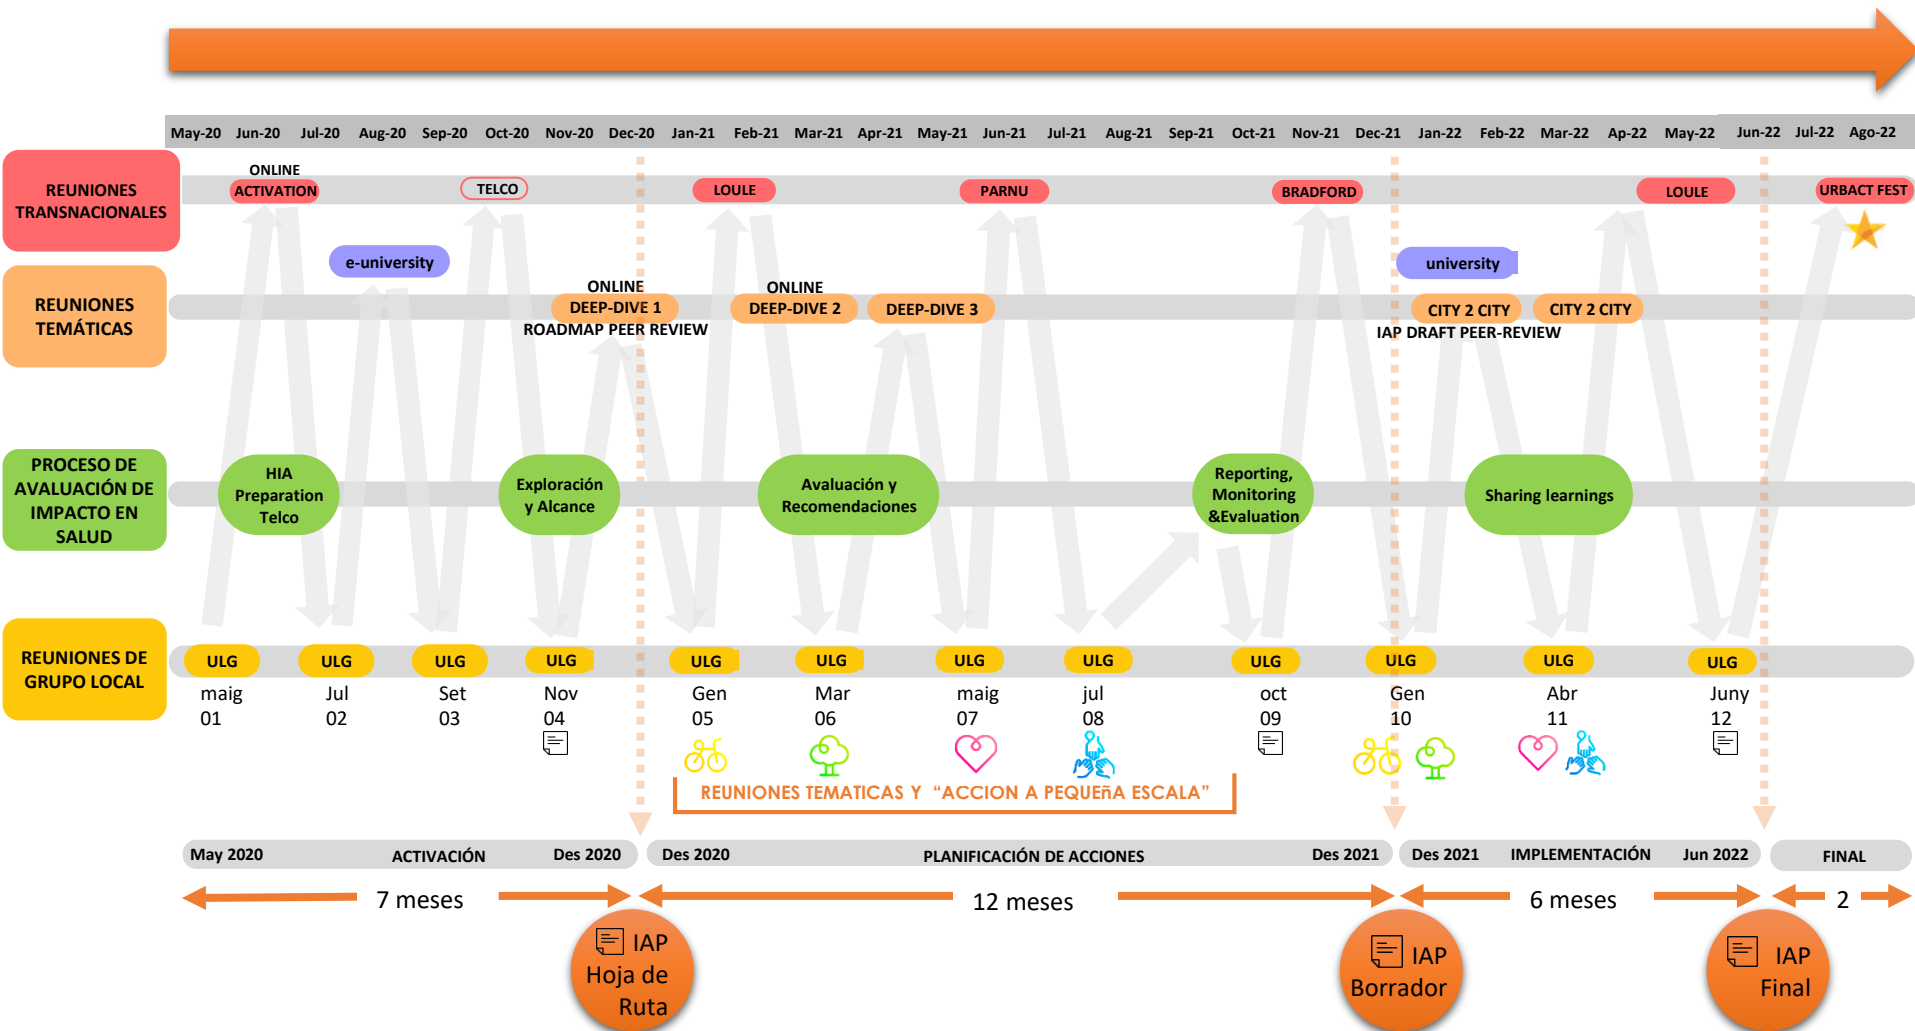 May-20 Jun-20 Jul-20 Aug-20 Sep-20 Oct-20 Nov-20 Dec-20 Jan-21 Feb-21 Mar-21 Apr-21 May-21 Jun-21 Jul-21 Aug-21 Sep-21 Oct-21 Nov-21 Dec-21 Jan-22 Feb-22 Mar-22 Ap-22 May-22 Jun-22 Jul-22 Ago-22
REUNIONES
TRANSNACIONALES
ONLINE
ACTIVATION
TELCO
LOULE
PARNU
BRADFORD
LOULE
URBACT FEST
e-university
university
REUNIONES
TEMÁTICAS
ONLINE
DEEP-DIVE 1
ROADMAP PEER REVIEW
ONLINE
DEEP-DIVE 2
DEEP-DIVE 3
CITY 2 CITY
IAP DRAFT PEER-REVIEW
CITY 2 CITY
PROCESO DE
AVALUACIÓN DE
IMPACTO EN
SALUD
HIA
Preparation
Telco
Exploración
y Alcance
Avaluación y
Recomendaciones
Reporting,
Monitoring
&Evaluation
Sharing learnings
REUNIONES DE
GRUPO LOCAL
ULG ULG ULG ULG ULG ULG ULG ULG ULG ULG ULG ULG
maig Jul Set Nov Gen Mar maig jul oct Gen Abr Juny
01 02 03 04 05 06 07 08 09 10 11 12
REUNIONES TEMATICAS Y “ACCION A PEQUEñA ESCALA”
May 2020 ACTIVACIÓN Des 2020 Des 2020 PLANIFICACIÓN DE ACCIONES Des 2021 Des 2021 IMPLEMENTACIÓN Jun 2022 FINAL
7 meses 12 meses 6 meses 2
IAP
Hoja de
Ruta
IAP
Borrador
IAP
Final